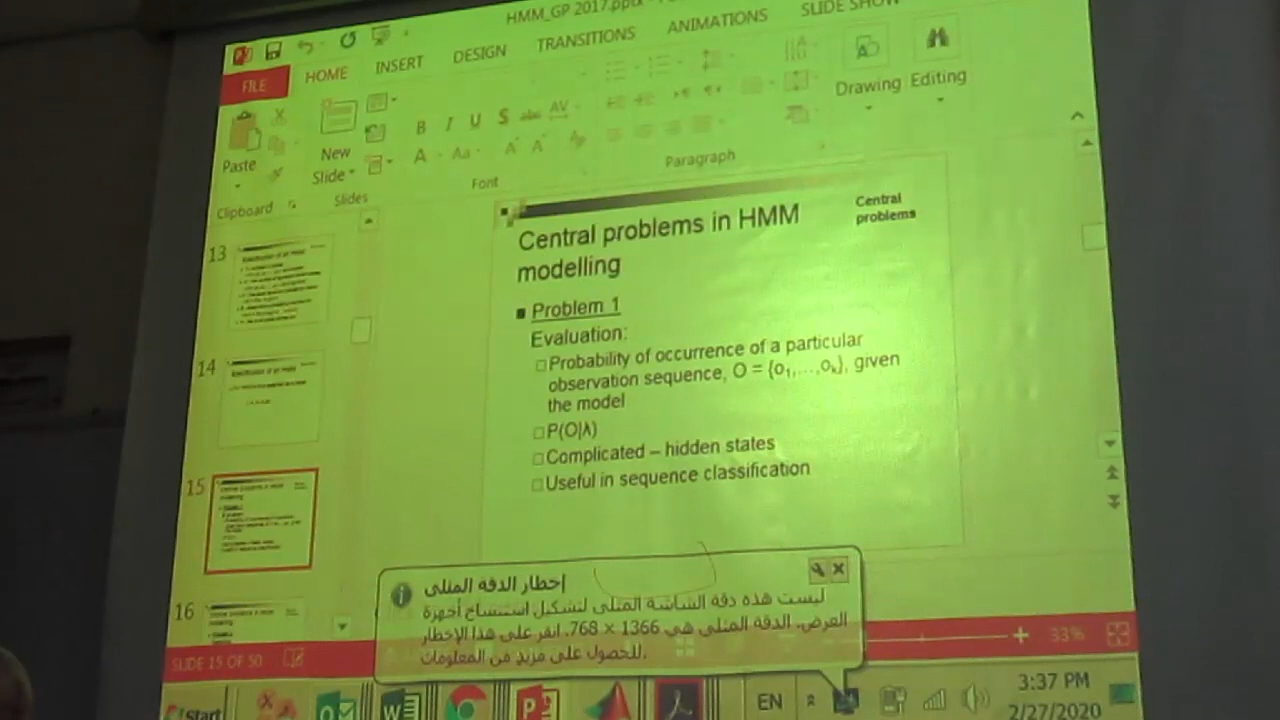 HMM_GP 2017.pptx -
FILE
HOME
INSERT
DESIGN
TRANSITIONS
ANIMATIONS
SLIDE SHOW
Paste
New
Slide
B I U S abc AV
A Aa A A
Drawing
Editing
Clipboard
Slides
Font
Paragraph
13
14
15
16
Central problems in HMM
modelling
Central
problems
Problem 1
Evaluation:
Probability of occurrence of a particular
observation sequence, O = {o₁,…,oₖ}, given
the model
P(O|λ)
Complicated – hidden states
Useful in sequence classification
إخطار الدقة المثلى
ليست هذه دقة الشاشة المثلى لتشكيل استنساخ أجهزة
العرض. الدقة المثلى هي 1366 × 768. انقر على هذا الإخطار
للحصول على مزيد من المعلومات.
SLIDE 15 OF 50
33%
Start
EN
3:37 PM
2/27/2020